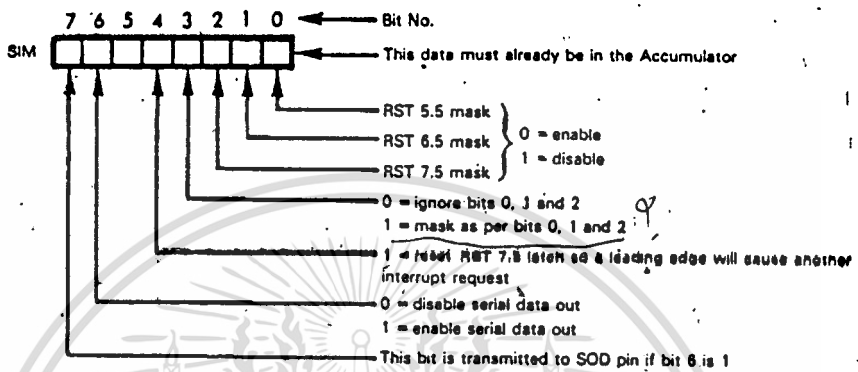 7 6 5 4 3 2 1 0 Bit No.
SIM This data must already be in the Accumulator
RST 5.5 mask
RST 6.5 mask
0 = enable
1 = disable
RST 7.5 mask
0 = ignore bits 0, 1 and 2
1 = mask as per bits 0, 1 and 2
1 = reset RST 7.5 latch so a leading edge will cause another
interrupt request
0 = disable serial data out
1 = enable serial data out
This bit is transmitted to SOD pin if bit 6 is 1